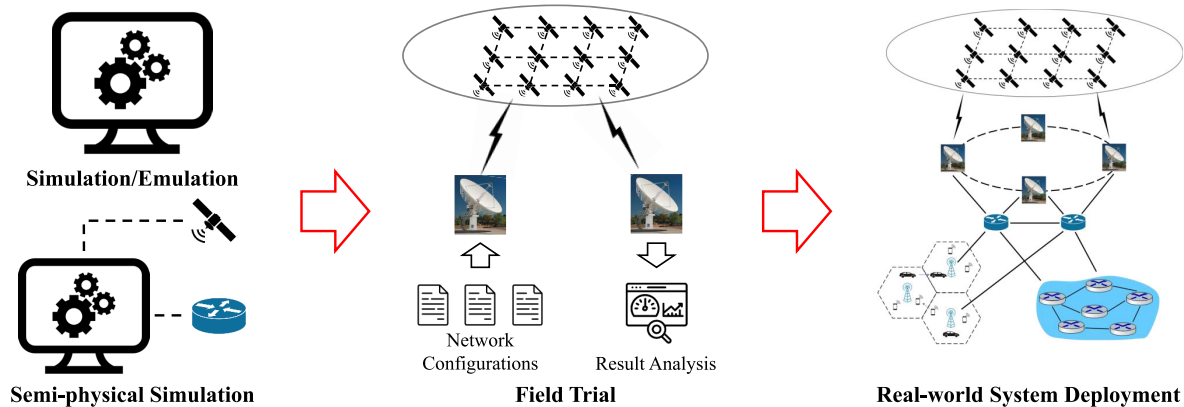 Simulation/Emulation
Semi-physical Simulation
Network
Configurations
Result Analysis
Field Trial
Real-world System Deployment